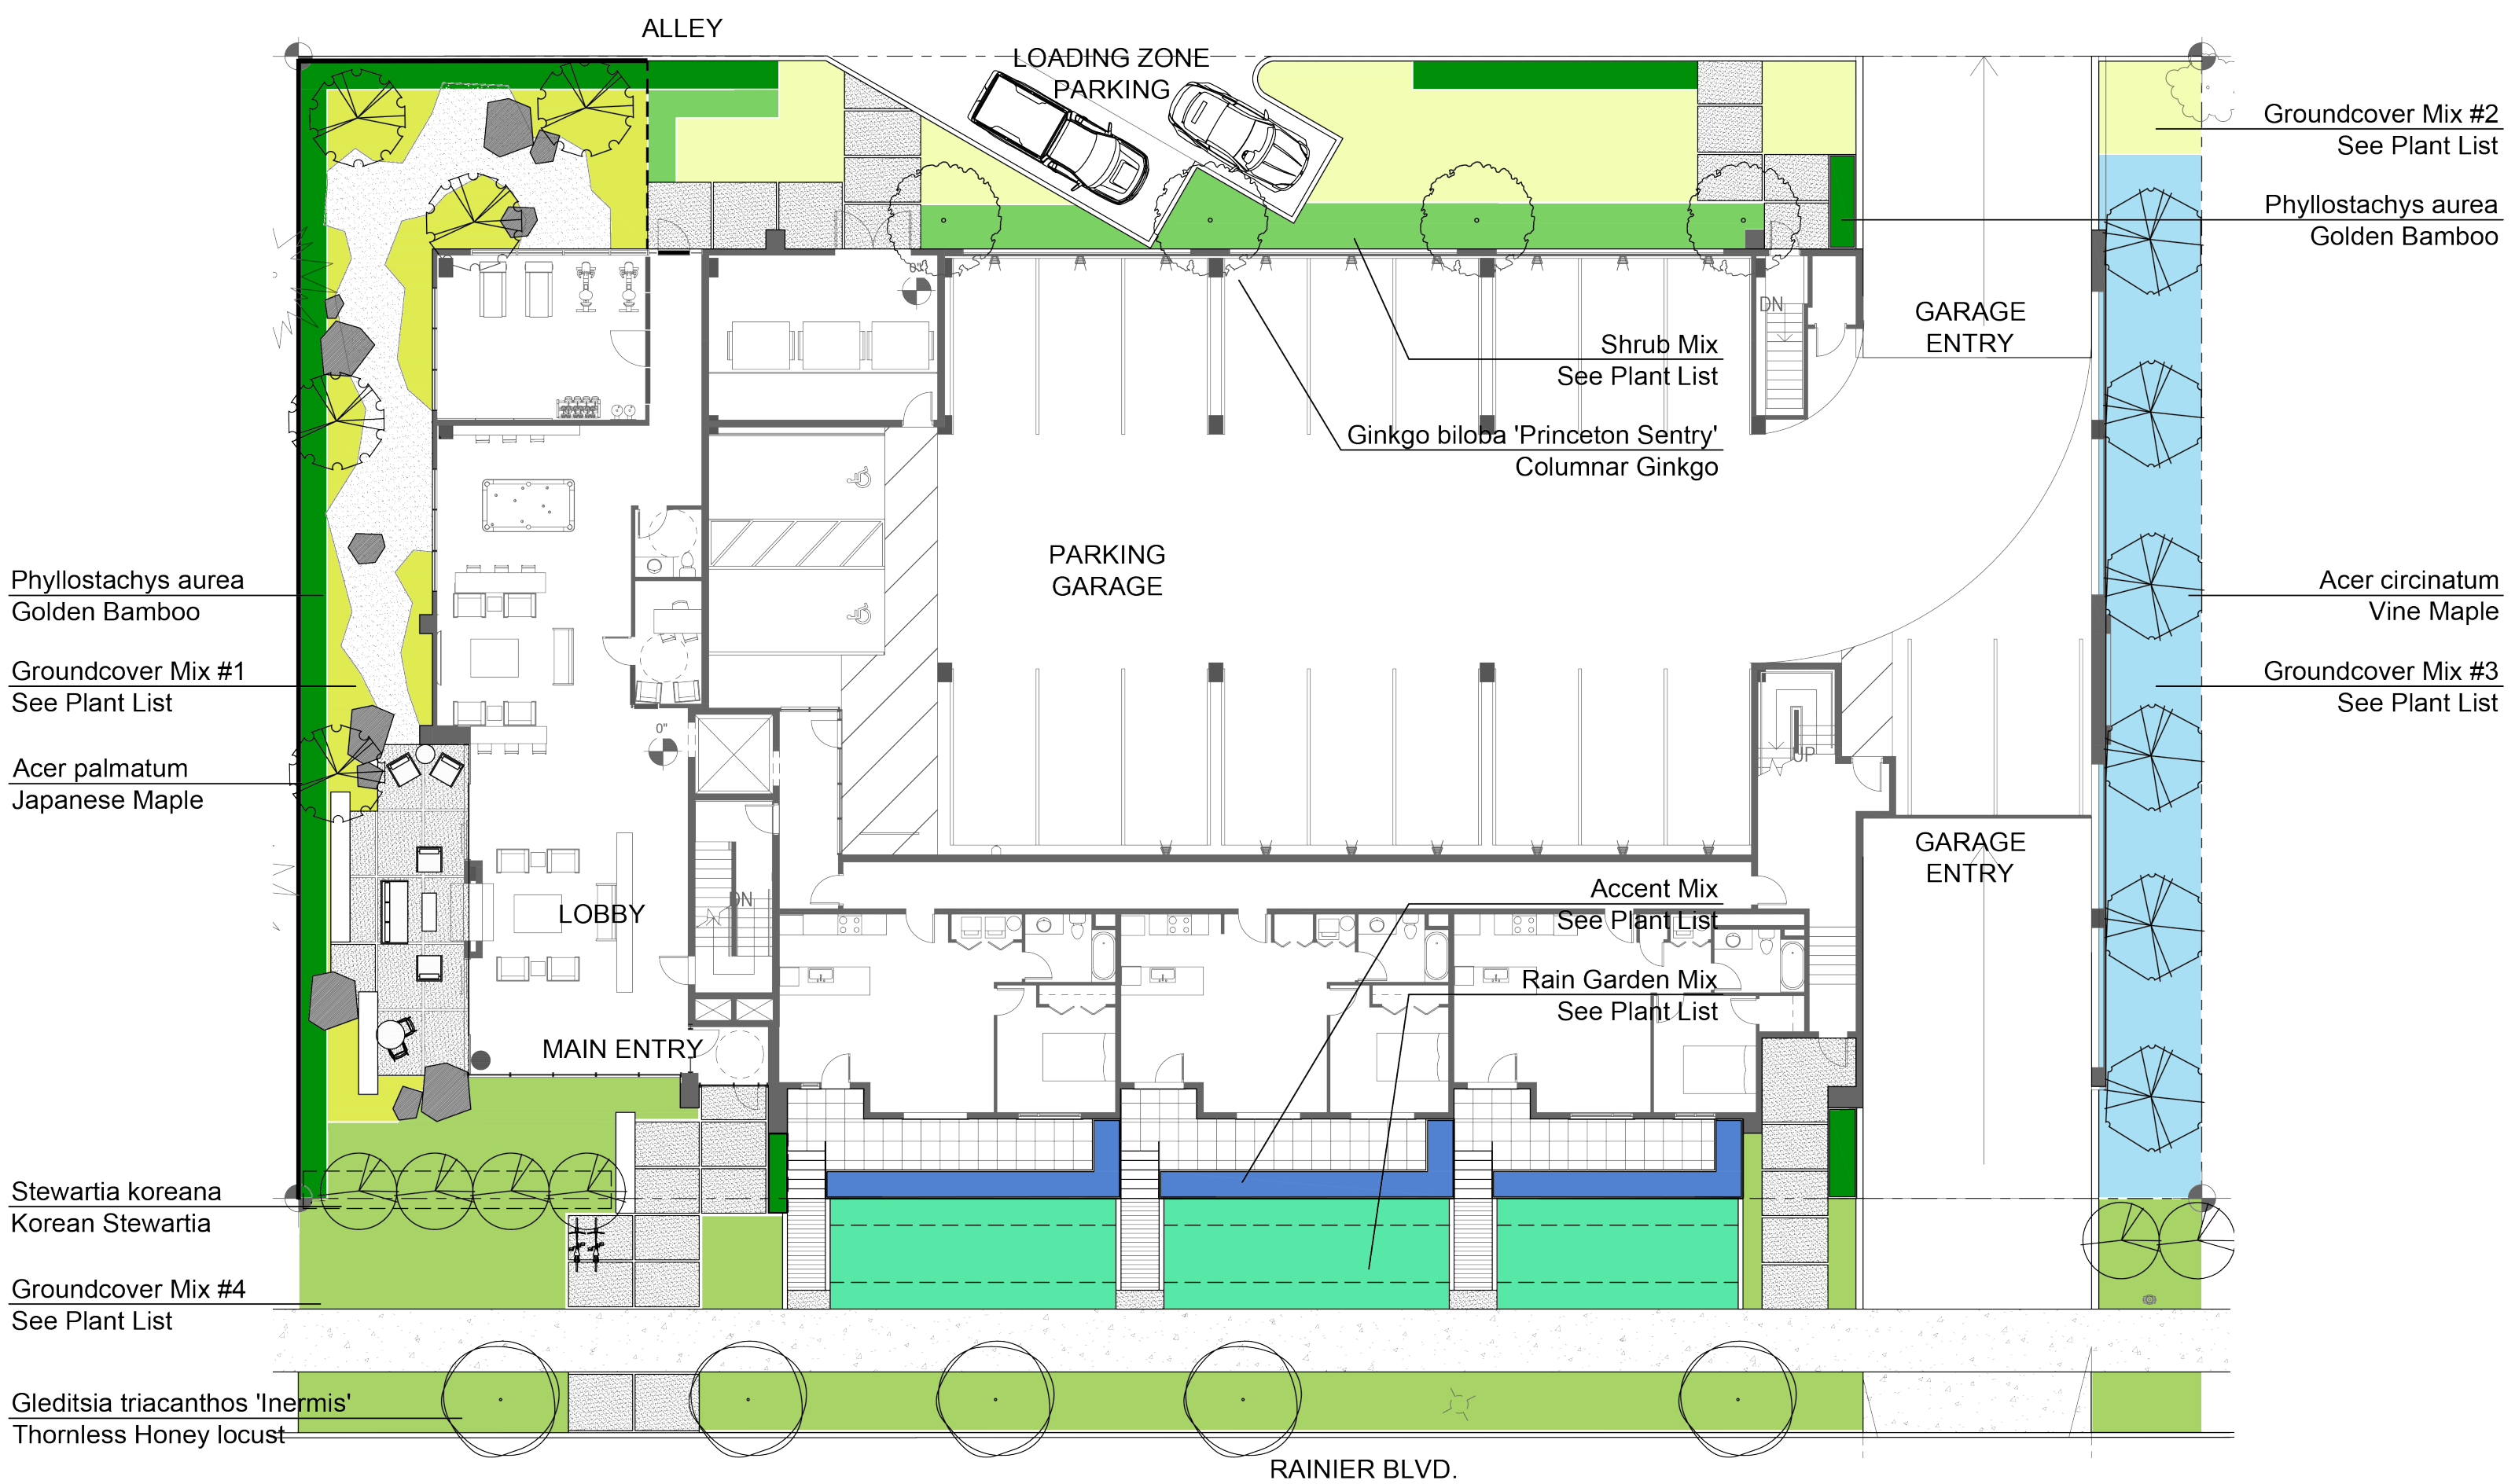 ALLEY
LOADING ZONE
PARKING
Groundcover Mix #2
See Plant List
Phyllostachys aurea
Golden Bamboo
0"
DN
GARAGE
ENTRY
Shrub Mix
See Plant List
Ginkgo biloba 'Princeton Sentry'
Columnar Ginkgo
PARKING
GARAGE
Phyllostachys aurea
Golden Bamboo
Acer circinatum
Vine Maple
Groundcover Mix #1
See Plant List
Groundcover Mix #3
See Plant List
0"
UP
Acer palmatum
Japanese Maple
GARAGE
ENTRY
DN
LOBBY
Accent Mix
See Plant List
Rain Garden Mix
See Plant List
MAIN ENTRY
Stewartia koreana
Korean Stewartia
Groundcover Mix #4
See Plant List
Gleditsia triacanthos 'Inermis'
Thornless Honey locust
RAINIER BLVD.